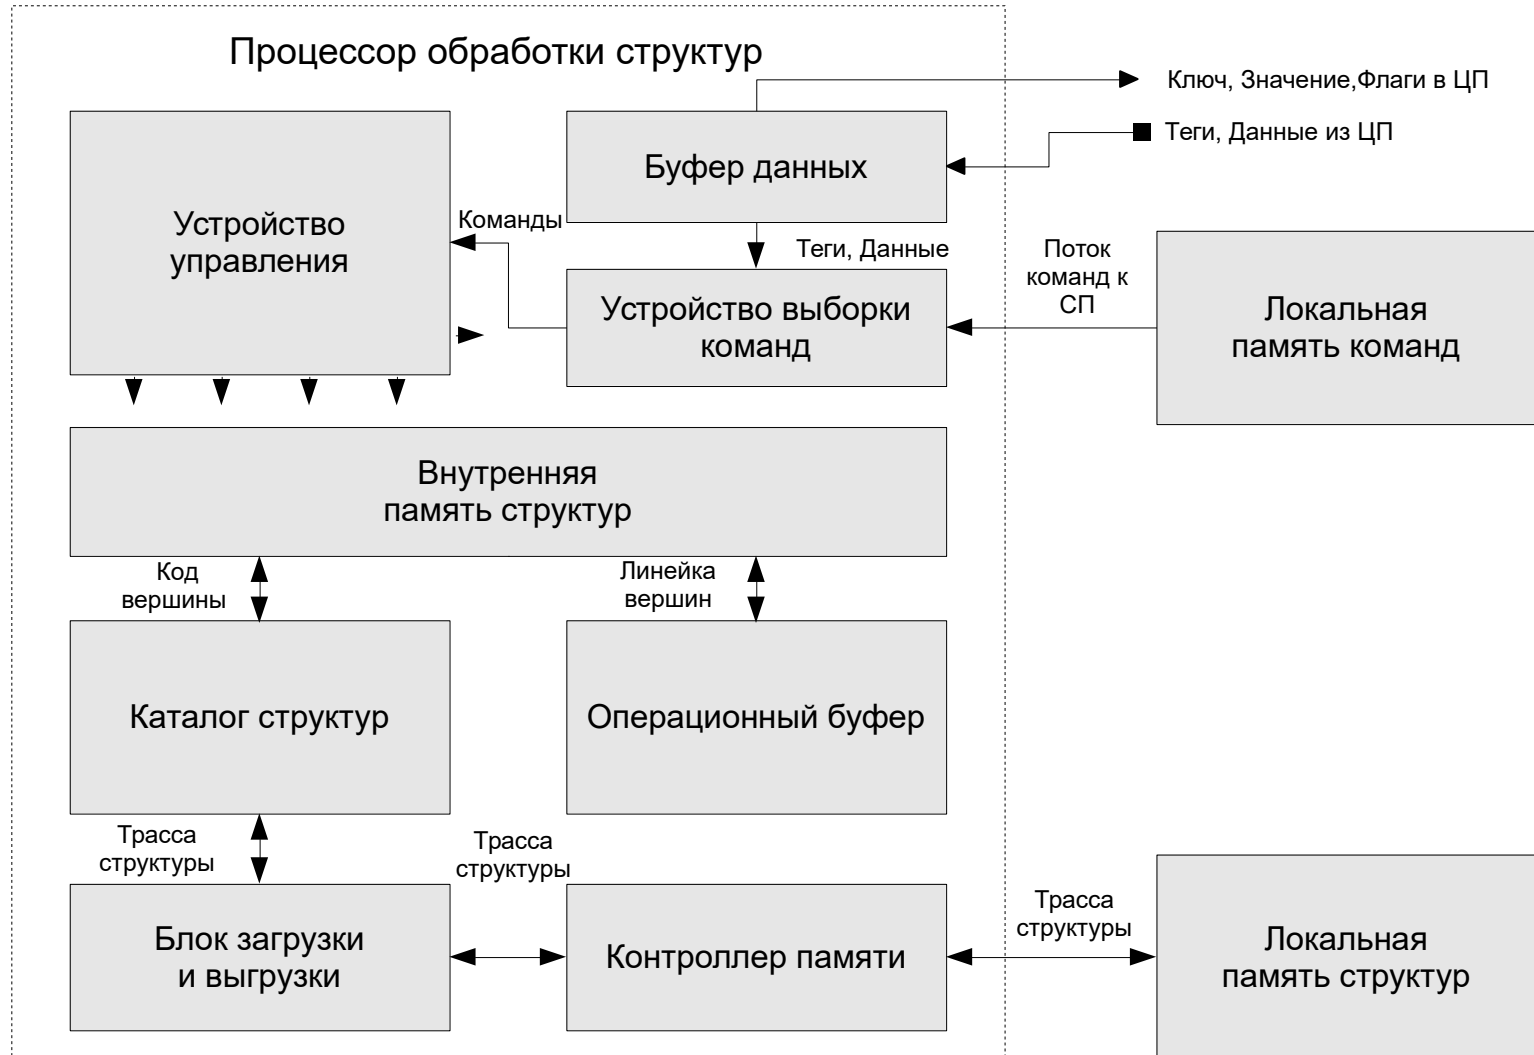 Процессор обработки структур
Ключ, Значение,Флаги в ЦП
Теги, Данные из ЦП
Буфер данных
Устройство
управления
Команды
Теги, Данные
Поток
команд к
СП
Устройство выборки
команд
Локальная
память команд
Внутренняя
память структур
Код
вершины
Линейка
вершин
Каталог структур
Операционный буфер
Трасса
структуры
Трасса
структуры
Блок загрузки
и выгрузки
Контроллер памяти
Трасса
структуры
Локальная
память структур